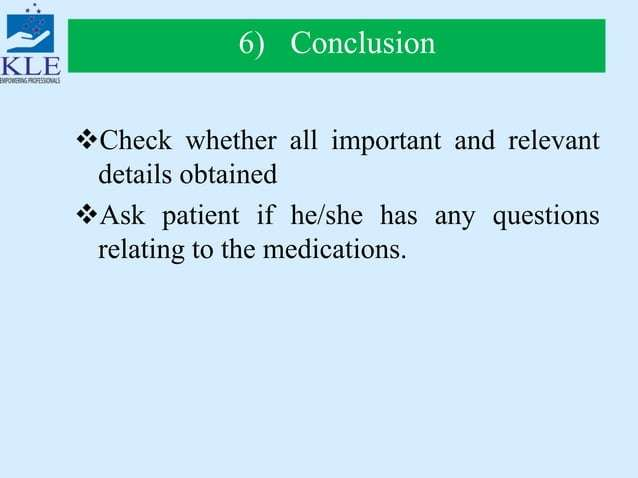 KLE
EMPOWERING PROFESSIONALS
6) Conclusion
❖Check whether all important and relevant
details obtained
❖Ask patient if he/she has any questions
relating to the medications.